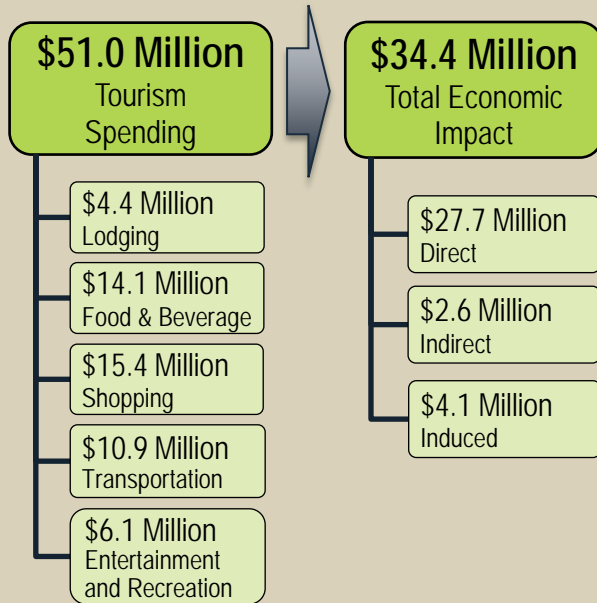 $51.0 Million
Tourism
Spending
$4.4 Million
Lodging
$14.1 Million
Food & Beverage
$15.4 Million
Shopping
$10.9 Million
Transportation
$6.1 Million
Entertainment
and Recreation
$34.4 Million
Total Economic
Impact
$27.7 Million
Direct
$2.6 Million
Indirect
$4.1 Million
Induced